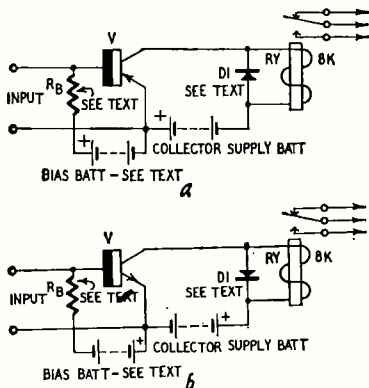 V
RY
8K
RB
DI
SEE TEXT
INPUT
SEE TEXT
+
+
COLLECTOR SUPPLY BATT
BIAS BATT – SEE TEXT
a
V
RY
8K
RB
DI
SEE TEXT
INPUT
SEE TEXT
+
+
COLLECTOR SUPPLY BATT
BIAS BATT – SEE TEXT
b